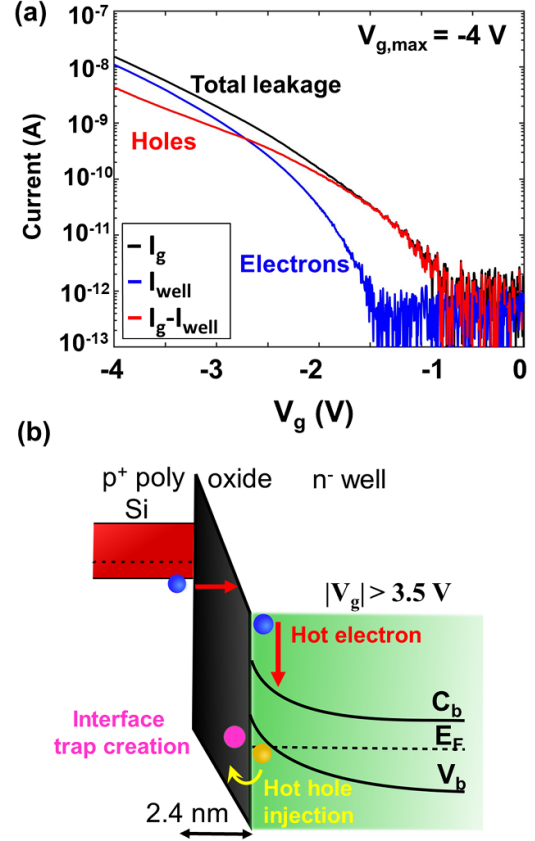 (a)
V_g,max = -4 V
10^-7
10^-8
10^-9
10^-10
10^-11
10^-12
10^-13
Current (A)
Total leakage
Holes
Electrons
I_g
I_well
I_g-I_well
-4
-3
-2
-1
0
V_g (V)
(b)
p⁺ poly oxide n⁻ well
Si
|V_g| > 3.5 V
Hot electron
C_b
E_F
V_b
Interface
trap creation
Hot hole
injection
2.4 nm